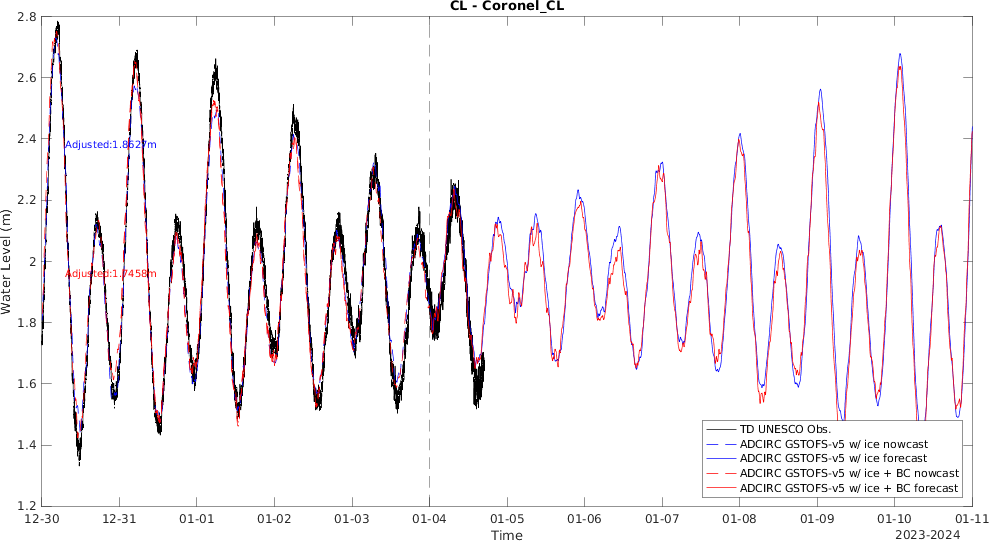 CL - Coronel_CL
Water Level (m)
2.8
2.6
2.4
2.2
2
1.8
1.6
1.4
1.2
Adjusted:1.8627m
Adjusted:1.7458m
TD UNESCO Obs.
ADCIRC GSTOFS-v5 w/ ice nowcast
ADCIRC GSTOFS-v5 w/ ice forecast
ADCIRC GSTOFS-v5 w/ ice + BC nowcast
ADCIRC GSTOFS-v5 w/ ice + BC forecast
12-30 12-31 01-01 01-02 01-03 01-04 01-05 01-06 01-07 01-08 01-09 01-10 01-11
Time
2023-2024